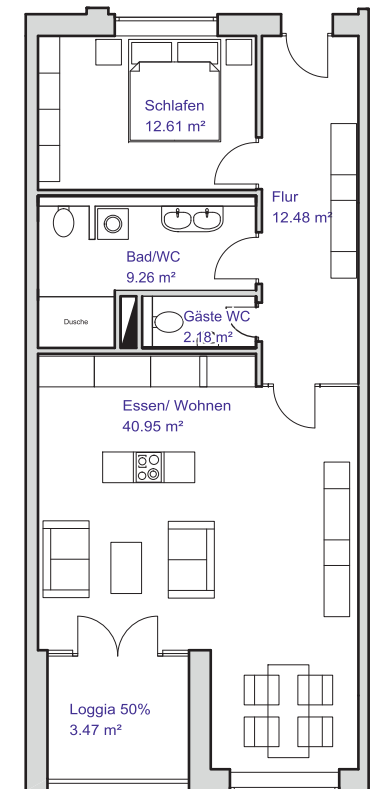 Schlafen
12.61 m²
Flur
12.48 m²
Bad/WC
9.26 m²
Gäste WC
2.18 m²
Dusche
Essen/ Wohnen
40.95 m²
Loggia 50%
3.47 m²